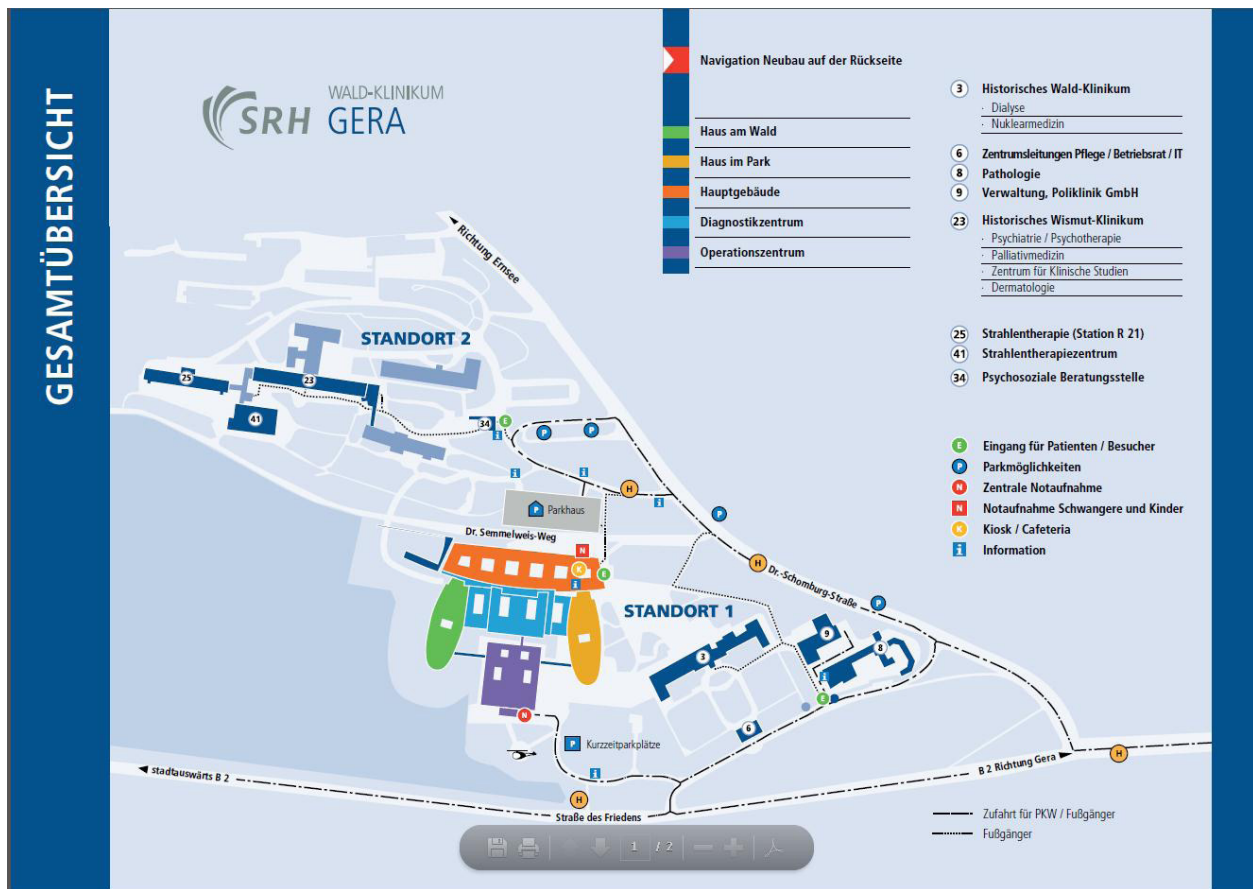 GESAMTÜBERSICHT
SRH
WALD-KLINIKUM
GERA
Navigation Neubau auf der Rückseite
Haus am Wald
Haus im Park
Hauptgebäude
Diagnostikzentrum
Operationszentrum
3 Historisches Wald-Klinikum
· Dialyse
· Nuklearmedizin
6 Zentrumsleitungen Pflege / Betriebsrat / IT
8 Pathologie
9 Verwaltung, Poliklinik GmbH
23 Historisches Wismut-Klinikum
· Psychiatrie / Psychotherapie
· Palliativmedizin
· Zentrum für Klinische Studien
· Dermatologie
25 Strahlentherapie (Station R 21)
41 Strahlentherapiezentrum
34 Psychosoziale Beratungsstelle
E Eingang für Patienten / Besucher
P Parkmöglichkeiten
N Zentrale Notaufnahme
N Notaufnahme Schwangere und Kinder
K Kiosk / Cafeteria
i Information
Richtung Ernsee
STANDORT 2
25
23
41
34
E
i
P
P
i
i
H
i
P
P Parkhaus
Dr. Semmelweis-Weg
N
K
E
i
H
Dr.-Schomburg-Straße
P
STANDORT 1
9
8
3
i
E
6
N
P Kurzzeitparkplätze
i
stadtauswärts B 2
H
Straße des Friedens
B 2 Richtung Gera
H
Zufahrt für PKW / Fußgänger
Fußgänger
1 / 2